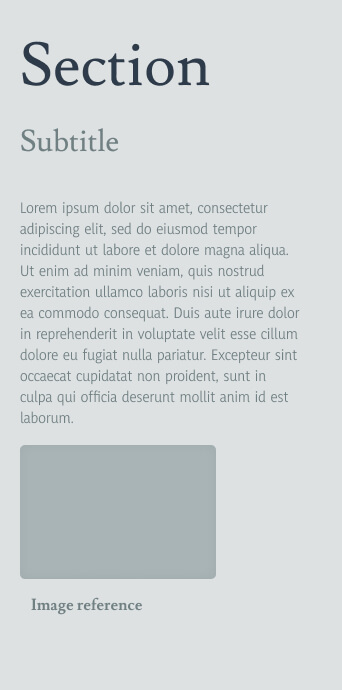 Section
Subtitle
Lorem ipsum dolor sit amet, consectetur
adipiscing elit, sed do eiusmod tempor
incididunt ut labore et dolore magna aliqua.
Ut enim ad minim veniam, quis nostrud
exercitation ullamco laboris nisi ut aliquip ex
ea commodo consequat. Duis aute irure dolor
in reprehenderit in voluptate velit esse cillum
dolore eu fugiat nulla pariatur. Excepteur sint
occaecat cupidatat non proident, sunt in
culpa qui officia deserunt mollit anim id est
laborum.
Image reference